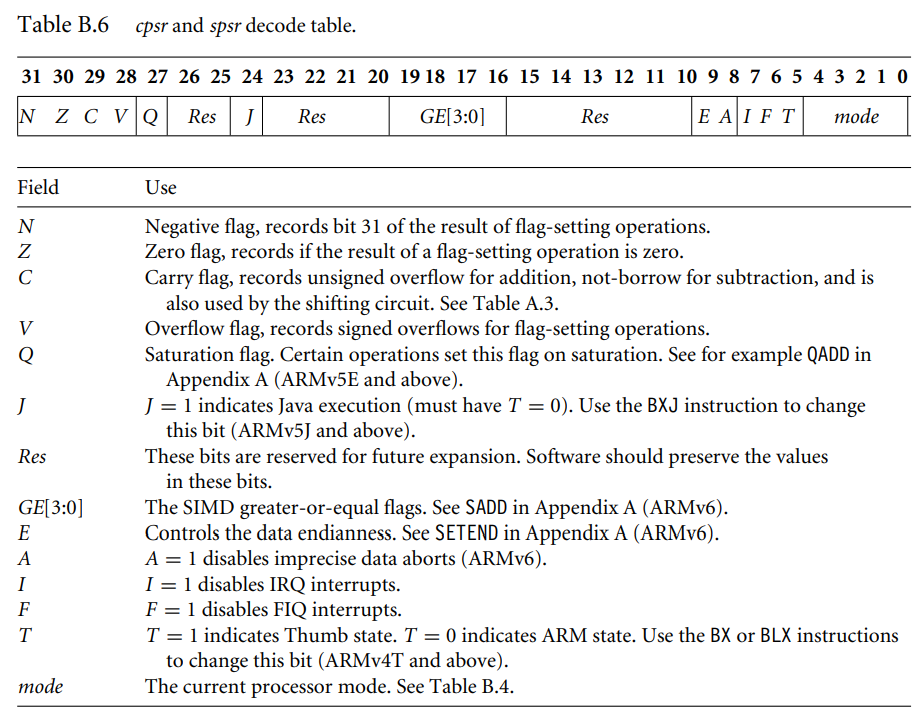 Table B.6 cpsr and spsr decode table.
31 30 29 28 27 26 25 24 23 22 21 20 19 18 17 16 15 14 13 12 11 10 9 8 7 6 5 4 3 2 1 0
N Z C V Q Res J Res GE[3:0] Res E A I F T mode
Field Use
N Negative flag, records bit 31 of the result of flag-setting operations.
Z Zero flag, records if the result of a flag-setting operation is zero.
C Carry flag, records unsigned overflow for addition, not-borrow for subtraction, and is
also used by the shifting circuit. See Table A.3.
V Overflow flag, records signed overflows for flag-setting operations.
Q Saturation flag. Certain operations set this flag on saturation. See for example QADD in
Appendix A (ARMv5E and above).
J J = 1 indicates Java execution (must have T = 0). Use the BXJ instruction to change
this bit (ARMv5J and above).
Res These bits are reserved for future expansion. Software should preserve the values
in these bits.
GE[3:0] The SIMD greater-or-equal flags. See SADD in Appendix A (ARMv6).
E Controls the data endianness. See SETEND in Appendix A (ARMv6).
A A = 1 disables imprecise data aborts (ARMv6).
I I = 1 disables IRQ interrupts.
F F = 1 disables FIQ interrupts.
T T = 1 indicates Thumb state. T = 0 indicates ARM state. Use the BX or BLX instructions
to change this bit (ARMv4T and above).
mode The current processor mode. See Table B.4.